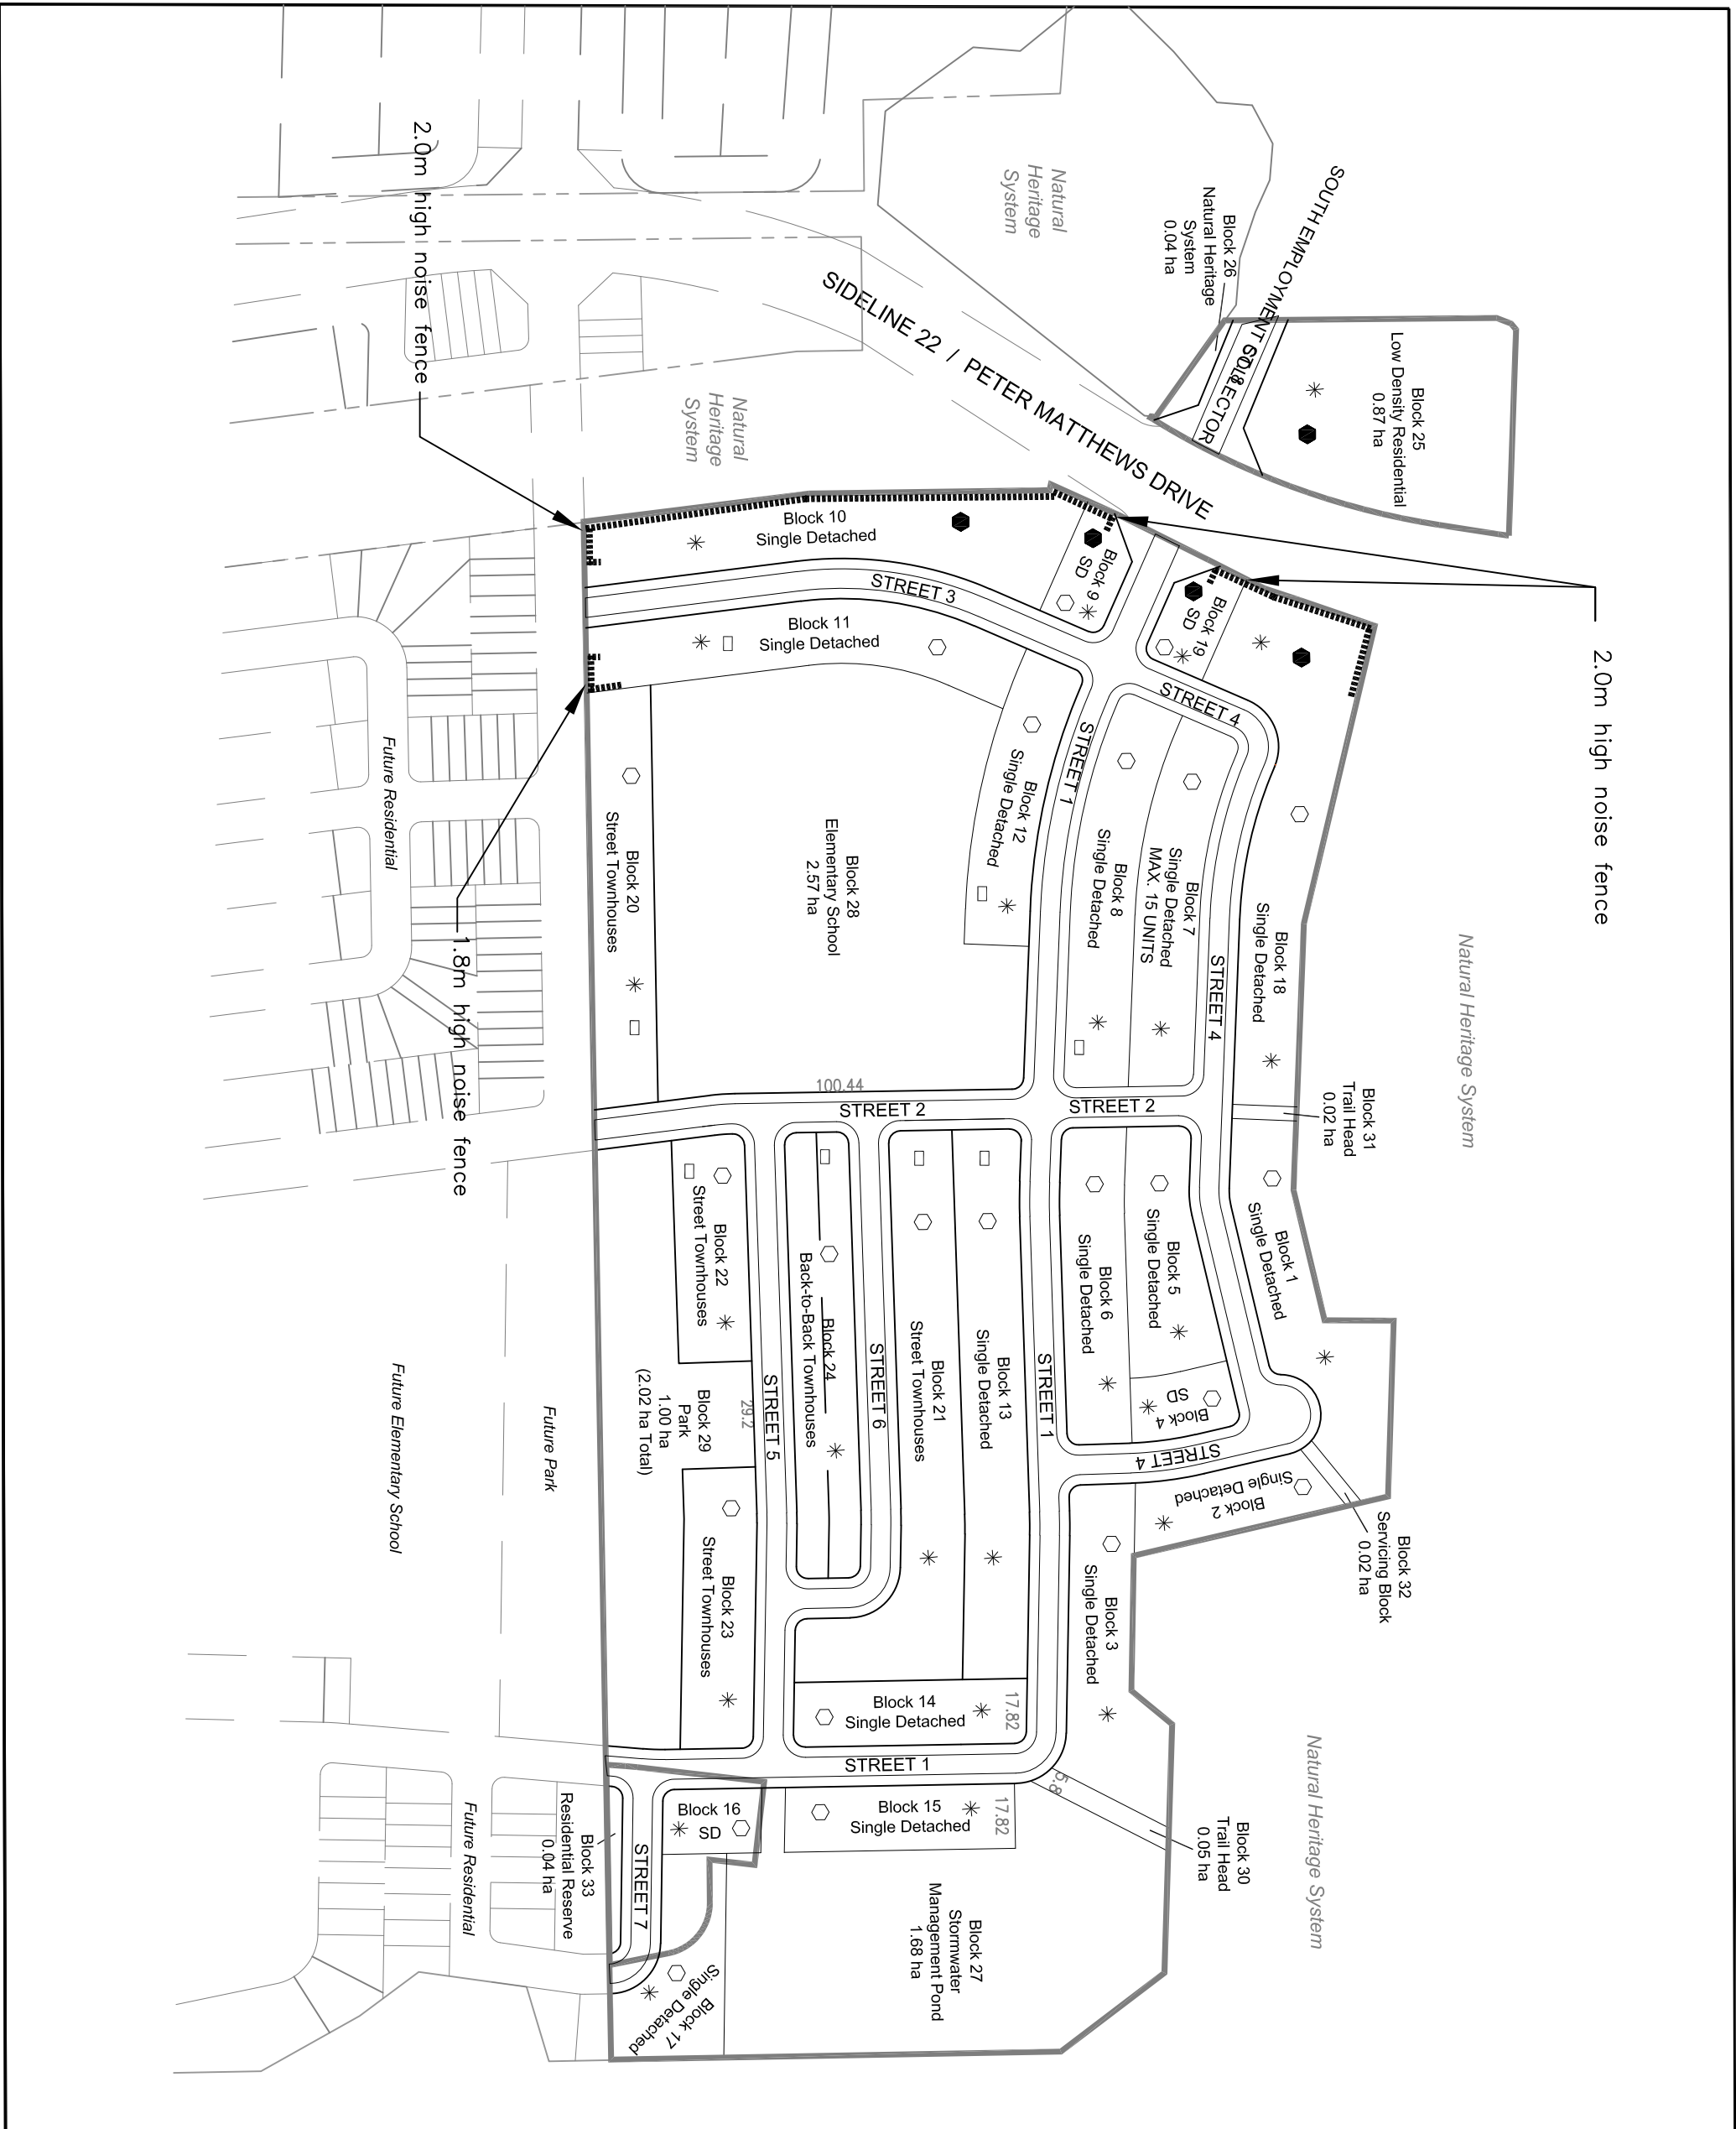 SOUTH EMPLOYMENT COLLECTOR
Block 26
Natural Heritage
System
0.04 ha
Block 25
Low Density Residential
0.87 ha
Natural
Heritage
System
SIDELINE 22 / PETER MATTHEWS DRIVE
2.0m high noise fence
Natural
Heritage
System
2.0m high noise fence
Block 10
Single Detached
Block 9
SD
Block 19
SD
STREET 3
Block 11
Single Detached
STREET 4
STREET 1
Block 12
Single Detached
Block 8
Single Detached
Block 7
Single Detached
MAX. 15 UNITS
STREET 4
Block 18
Single Detached
Natural Heritage System
Future Residential
Block 20
Street Townhouses
Block 28
Elementary School
2.57 ha
1.8m high noise fence
100.44
STREET 2
STREET 2
Block 31
Trail Head
0.02 ha
Block 1
Single Detached
Block 5
Single Detached
Block 6
Single Detached
Block 4
SD
STREET 4
Block 2
Single Detached
Block 32
Servicing Block
0.02 ha
Block 22
Street Townhouses
Block 24
Back-to-Back Townhouses
STREET 6
Block 21
Street Townhouses
Block 13
Single Detached
STREET 1
STREET 5
29.2
Block 29
Park
1.00 ha
(2.02 ha Total)
Future Park
Future Elementary School
Block 23
Street Townhouses
Block 3
Single Detached
Block 14
Single Detached
17.82
STREET 1
5.8
Block 30
Trail Head
0.05 ha
Natural Heritage System
Block 16
SD
Block 15
Single Detached
17.82
Block 33
Residential Reserve
0.04 ha
STREET 7
Future Residential
Block 27
Stormwater
Management Pond
1.68 ha
Block 17
Single Detached